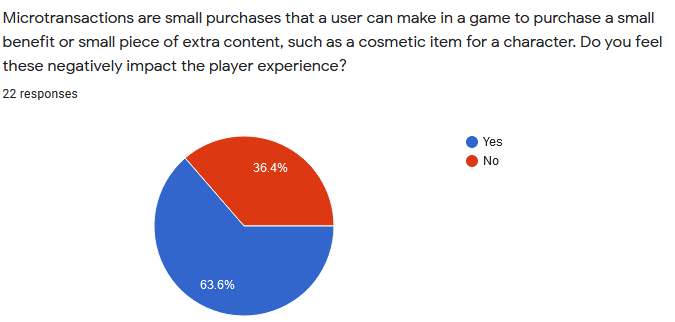 Microtransactions are small purchases that a user can make in a game to purchase a small
benefit or small piece of extra content, such as a cosmetic item for a character. Do you feel
these negatively impact the player experience?
22 responses
Yes
No
36.4%
63.6%